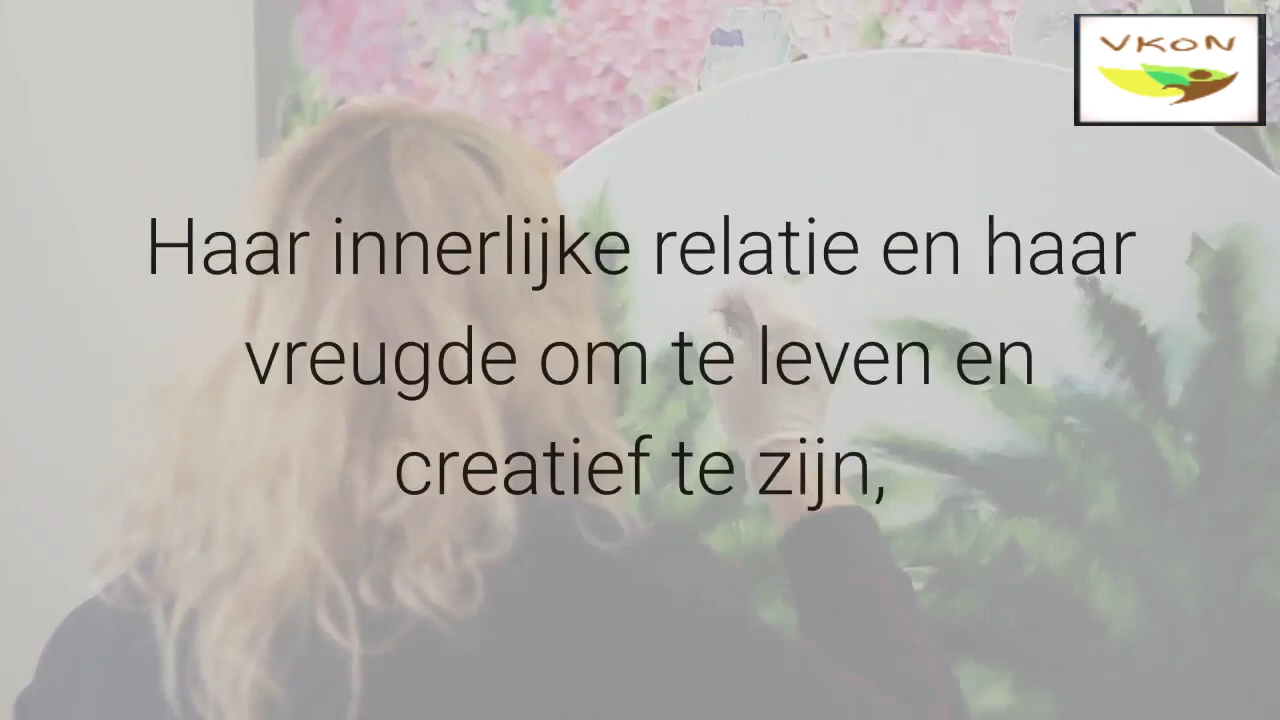 VKON
Haar innerlijke relatie en haar
vreugde om te leven en
creatief te zijn,